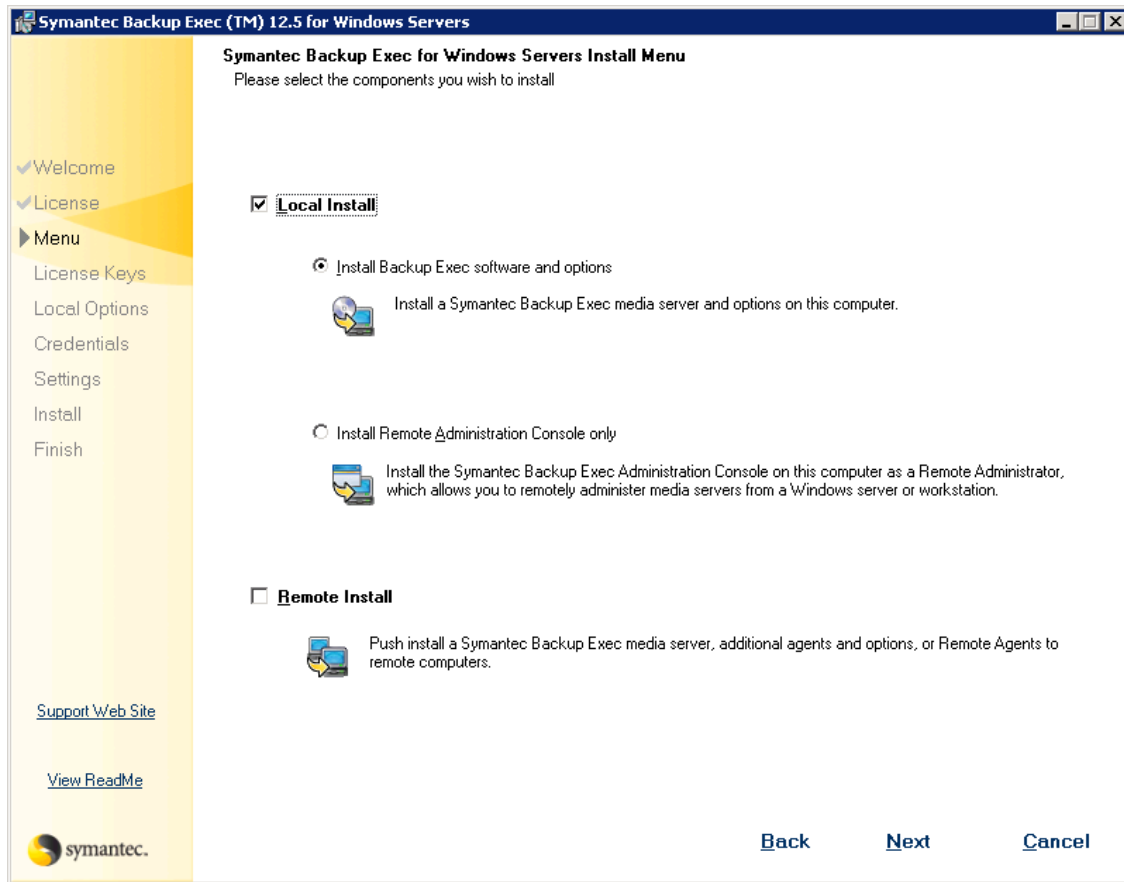 Symantec Backup Exec (TM) 12.5 for Windows Servers
Symantec Backup Exec for Windows Servers Install Menu
Please select the components you wish to install
Welcome
License
Menu
License Keys
Local Options
Credentials
Settings
Install
Finish
Local Install
Install Backup Exec software and options
Install a Symantec Backup Exec media server and options on this computer.
Install Remote Administration Console only
Install the Symantec Backup Exec Administration Console on this computer as a Remote Administrator,
which allows you to remotely administer media servers from a Windows server or workstation.
Remote Install
Push install a Symantec Backup Exec media server, additional agents and options, or Remote Agents to
remote computers.
Support Web Site
View ReadMe
symantec.
Back Next Cancel